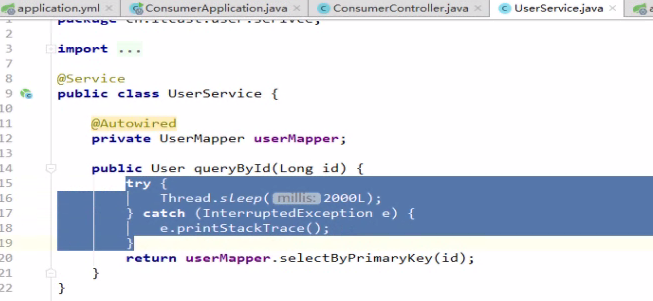 application.yml × ConsumerApplication.java × ConsumerController.java × UserService.java ×
2 package cn.itcast.user.service;
3 import ...
7
8 @Service
9 public class UserService {
10
11 @Autowired
12 private UserMapper userMapper;
13
14 public User queryById(Long id) {
15 try {
16 Thread.sleep( millis: 2000L);
17 } catch (InterruptedException e) {
18 e.printStackTrace();
19 }
20 return userMapper.selectByPrimaryKey(id);
21 }
22 }